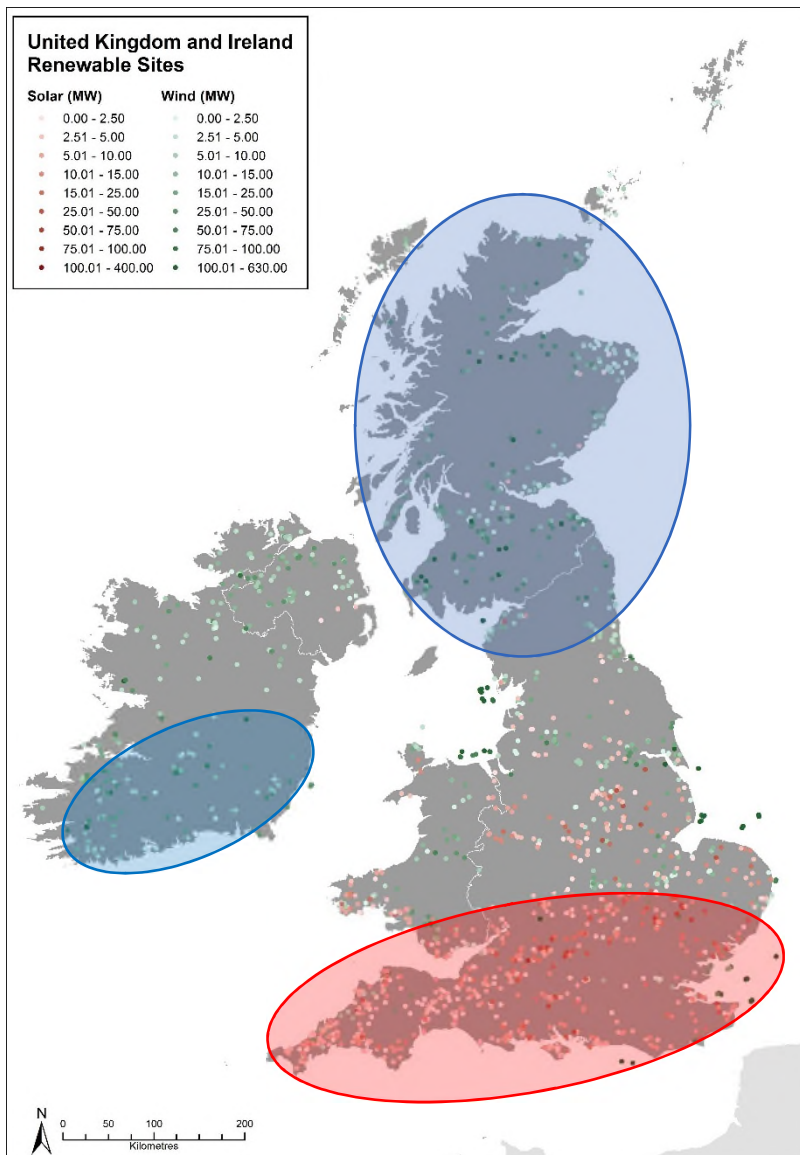 United Kingdom and Ireland
Renewable Sites
Solar (MW) Wind (MW)
0.00 - 2.50 0.00 - 2.50
2.51 - 5.00 2.51 - 5.00
5.01 - 10.00 5.01 - 10.00
10.01 - 15.00 10.01 - 15.00
15.01 - 25.00 15.01 - 25.00
25.01 - 50.00 25.01 - 50.00
50.01 - 75.00 50.01 - 75.00
75.01 - 100.00 75.01 - 100.00
100.01 - 400.00 100.01 - 630.00
N
0 50 100 200
Kilometres